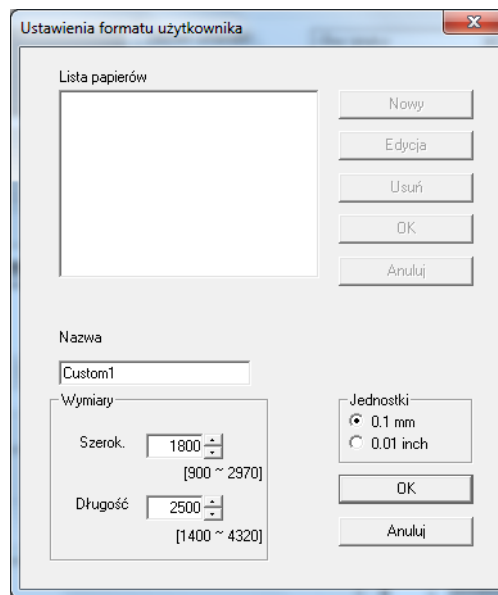 Ustawienia formatu użytkownika
Lista papierów
Nowy
Edycja
Usuń
OK
Anuluj
Nazwa
Custom1
Wymiary
Szerok. 1800
[900 ~ 2970]
Długość 2500
[1400 ~ 4320]
Jednostki
0.1 mm
0.01 inch
OK
Anuluj